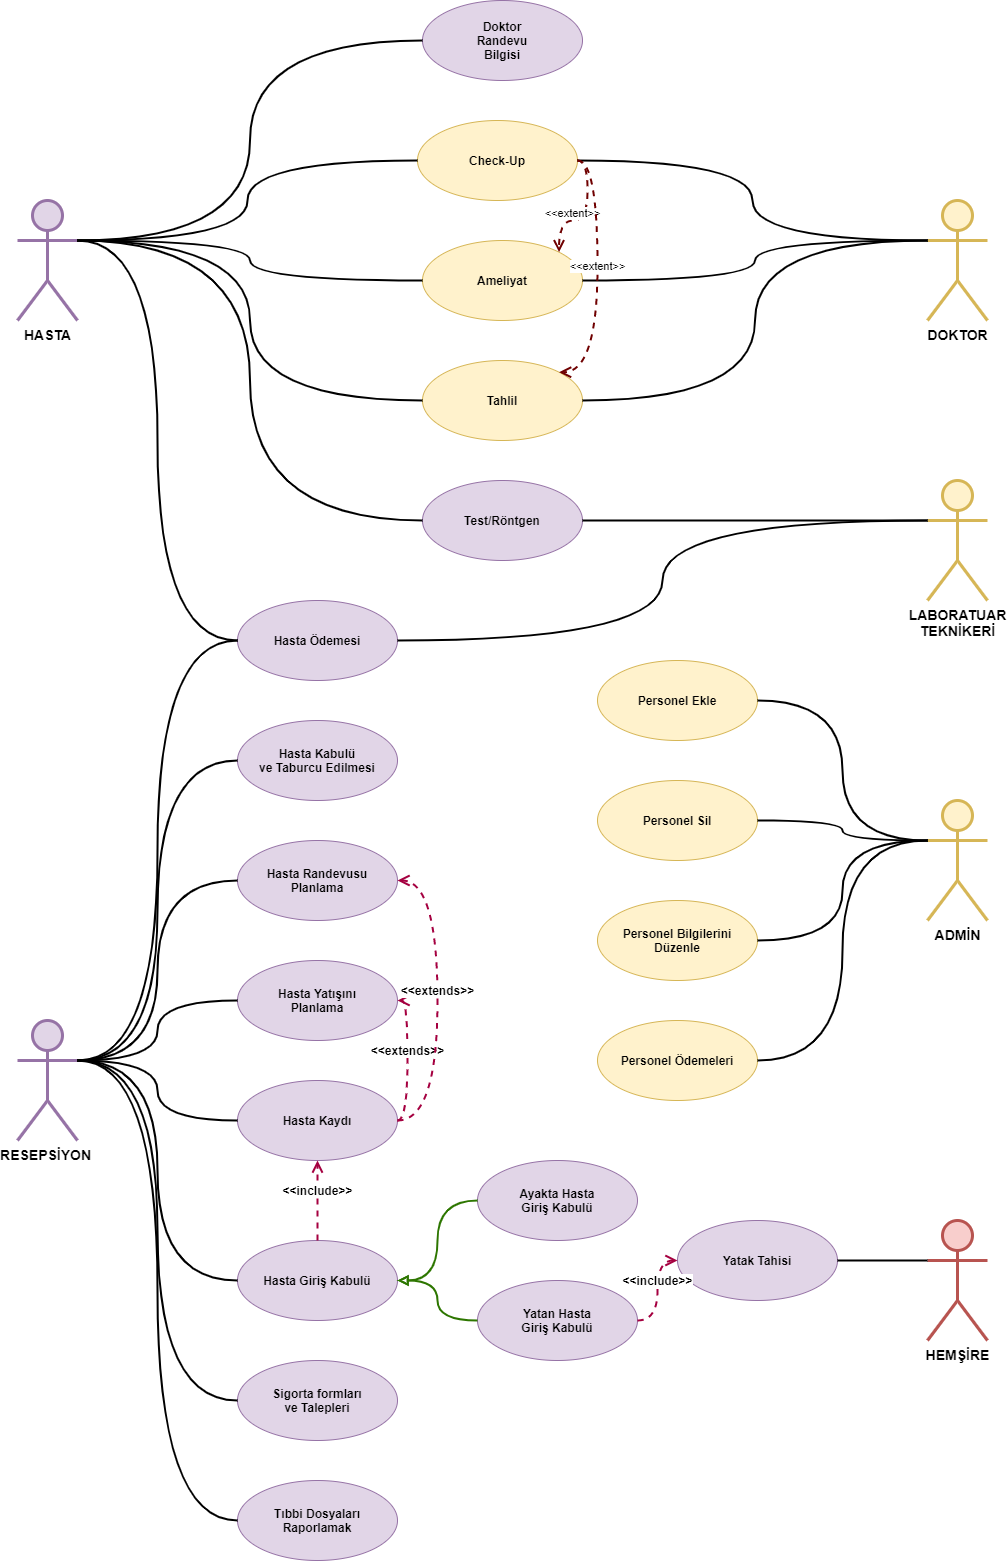 Doktor
Randevu
Bilgisi
Check-Up
<<extent>>
<<extent>>
Ameliyat
HASTA
DOKTOR
Tahlil
Test/Röntgen
LABORATUAR
TEKNİKERİ
Hasta Ödemesi
Personel Ekle
Hasta Kabulü
ve Taburcu Edilmesi
Personel Sil
Hasta Randevusu
Planlama
Personel Bilgilerini
Düzenle
ADMİN
<<extends>>
Hasta Yatışını
Planlama
<<extends>>
Personel Ödemeleri
Hasta Kaydı
RESEPSİYON
<<include>>
Ayakta Hasta
Giriş Kabulü
Hasta Giriş Kabulü
Yatak Tahisi
<<include>>
Yatan Hasta
Giriş Kabulü
HEMŞİRE
Sigorta formları
ve Talepleri
Tıbbi Dosyaları
Raporlamak